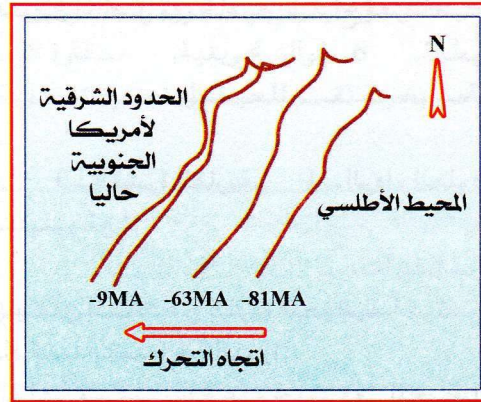 N
الحدود الشرقية
لأمريكا
الجنوبية
حاليا
المحيط الأطلسي
-9MA -63MA -81MA
اتجاه التحرك